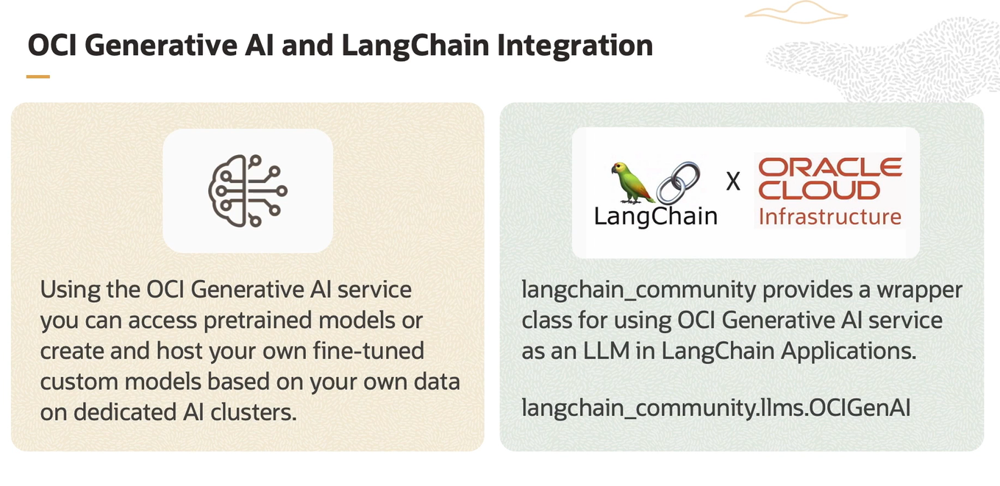 OCI Generative AI and LangChain Integration
Using the OCI Generative AI service
you can access pretrained models or
create and host your own fine-tuned
custom models based on your own data
on dedicated AI clusters.
LangChain
X
ORACLE
CLOUD
Infrastructure
langchain_community provides a wrapper
class for using OCI Generative AI service
as an LLM in LangChain Applications.
langchain_community.llms.OCIGenAI